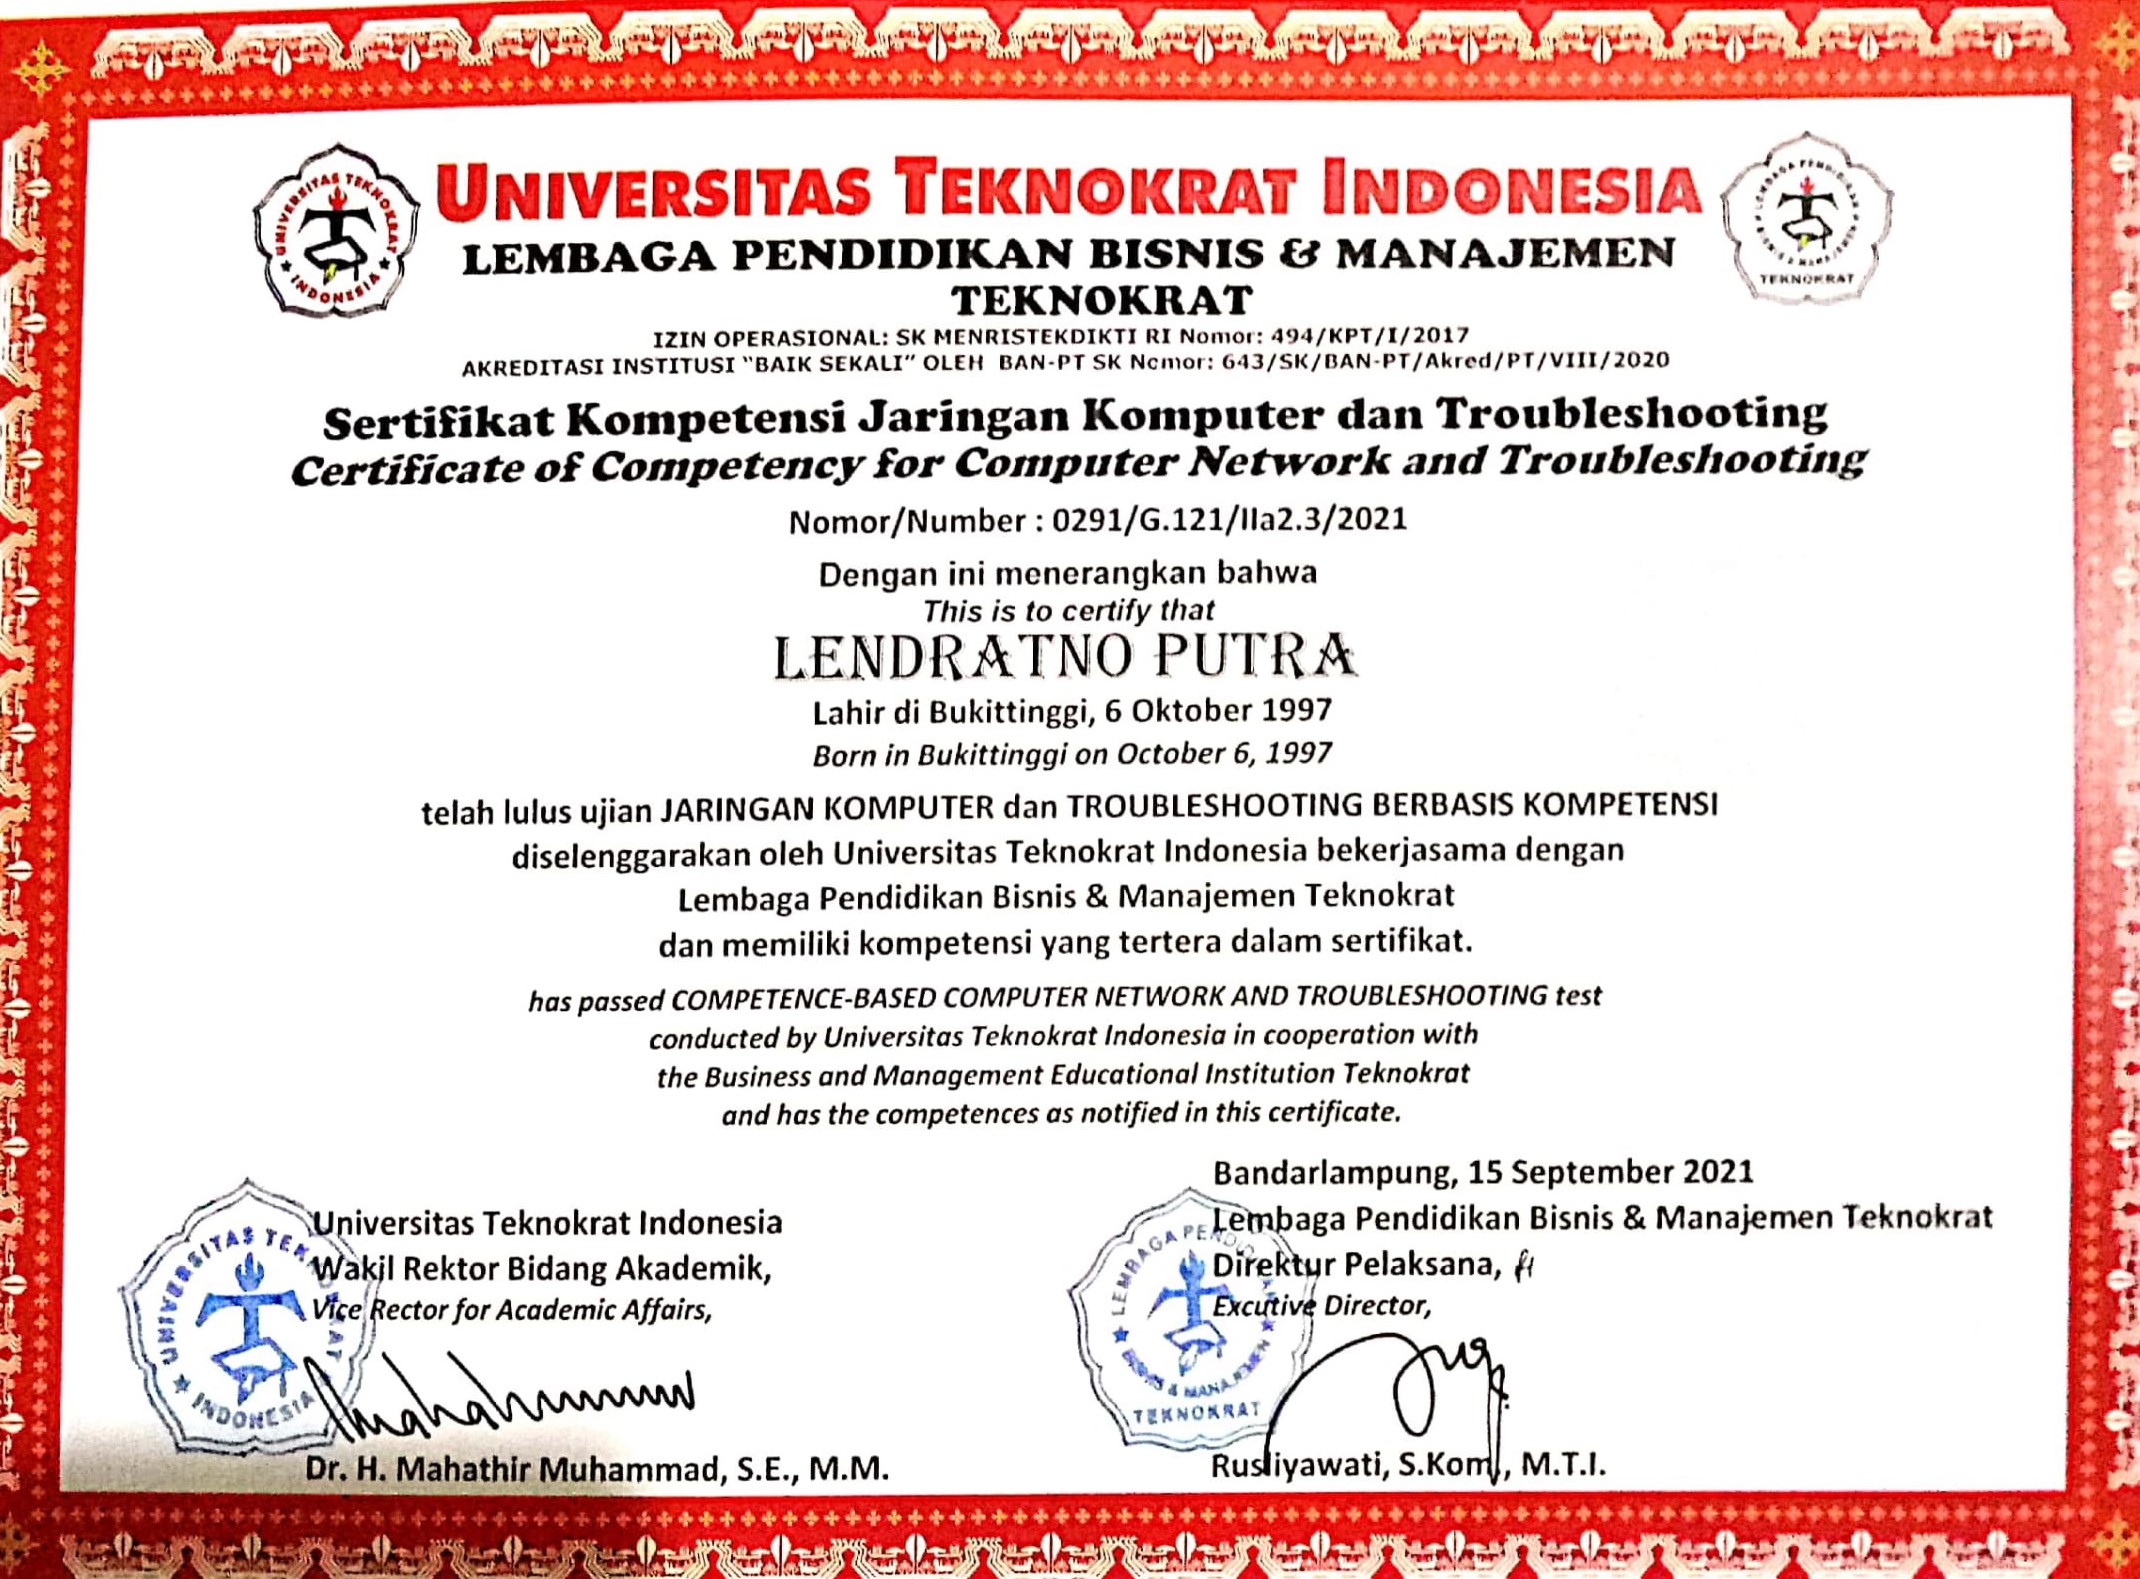 UNIVERSITAS TEKNOKRAT INDONESIA
LEMBAGA PENDIDIKAN BISNIS & MANAJEMEN
TEKNOKRAT
IZIN OPERASIONAL: SK MENRISTEKDIKTI RI Nomor: 494/KPT/I/2017
AKREDITASI INSTITUSI "BAIK SEKALI" OLEH BAN-PT SK Nomor: 643/SK/BAN-PT/Akred/PT/VIII/2020
UNIVERSITAS TEKNOKRAT
INDONESIA
LEMBAGA PENDIDIKAN
BISNIS & MANAJEMEN
TEKNOKRAT
Sertifikat Kompetensi Jaringan Komputer dan Troubleshooting
Certificate of Competency for Computer Network and Troubleshooting
Nomor/Number : 0291/G.121/IIa2.3/2021
Dengan ini menerangkan bahwa
This is to certify that
LENDRATNO PUTRA
Lahir di Bukittinggi, 6 Oktober 1997
Born in Bukittinggi on October 6, 1997
telah lulus ujian JARINGAN KOMPUTER dan TROUBLESHOOTING BERBASIS KOMPETENSI
diselenggarakan oleh Universitas Teknokrat Indonesia bekerjasama dengan
Lembaga Pendidikan Bisnis & Manajemen Teknokrat
dan memiliki kompetensi yang tertera dalam sertifikat.
has passed COMPETENCE-BASED COMPUTER NETWORK AND TROUBLESHOOTING test
conducted by Universitas Teknokrat Indonesia in cooperation with
the Business and Management Educational Institution Teknokrat
and has the competences as notified in this certificate.
Universitas Teknokrat Indonesia
Wakil Rektor Bidang Akademik,
Vice Rector for Academic Affairs,
UNIVERSITAS TEKNOKRAT
INDONESIA
Dr. H. Mahathir Muhammad, S.E., M.M.
Bandarlampung, 15 September 2021
Lembaga Pendidikan Bisnis & Manajemen Teknokrat
Direktur Pelaksana,
Excutive Director,
LEMBAGA PENDIDIKAN
BISNIS & MANAJEMEN
TEKNOKRAT
Rusliyawati, S.Kom., M.T.I.